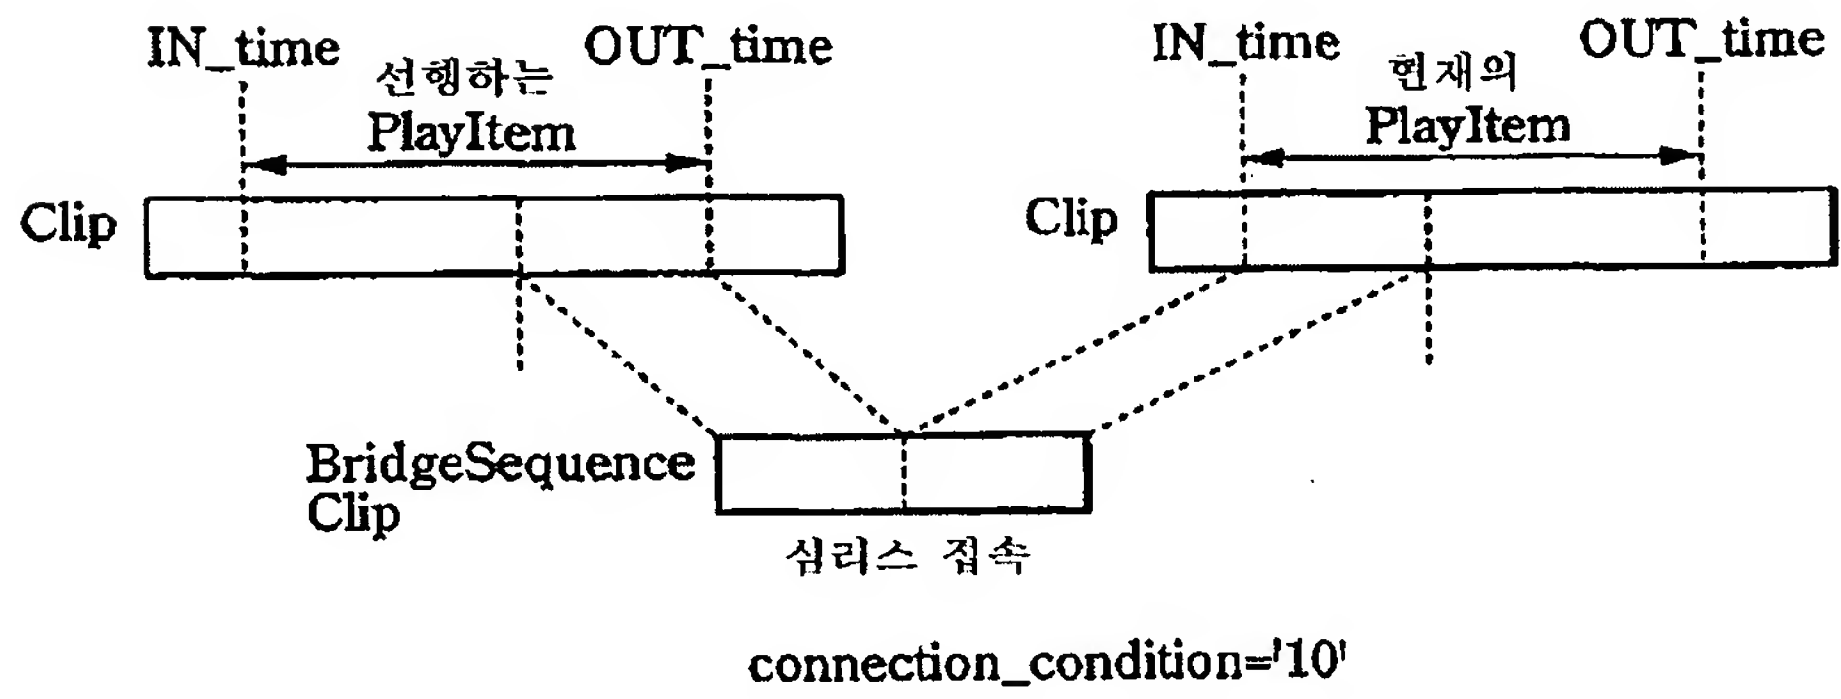 IN_time
선행하는
PlayItem
OUT_time
Clip
IN_time
현재의
PlayItem
OUT_time
Clip
BridgeSequence
Clip
심리스 접속
connection_condition='10'